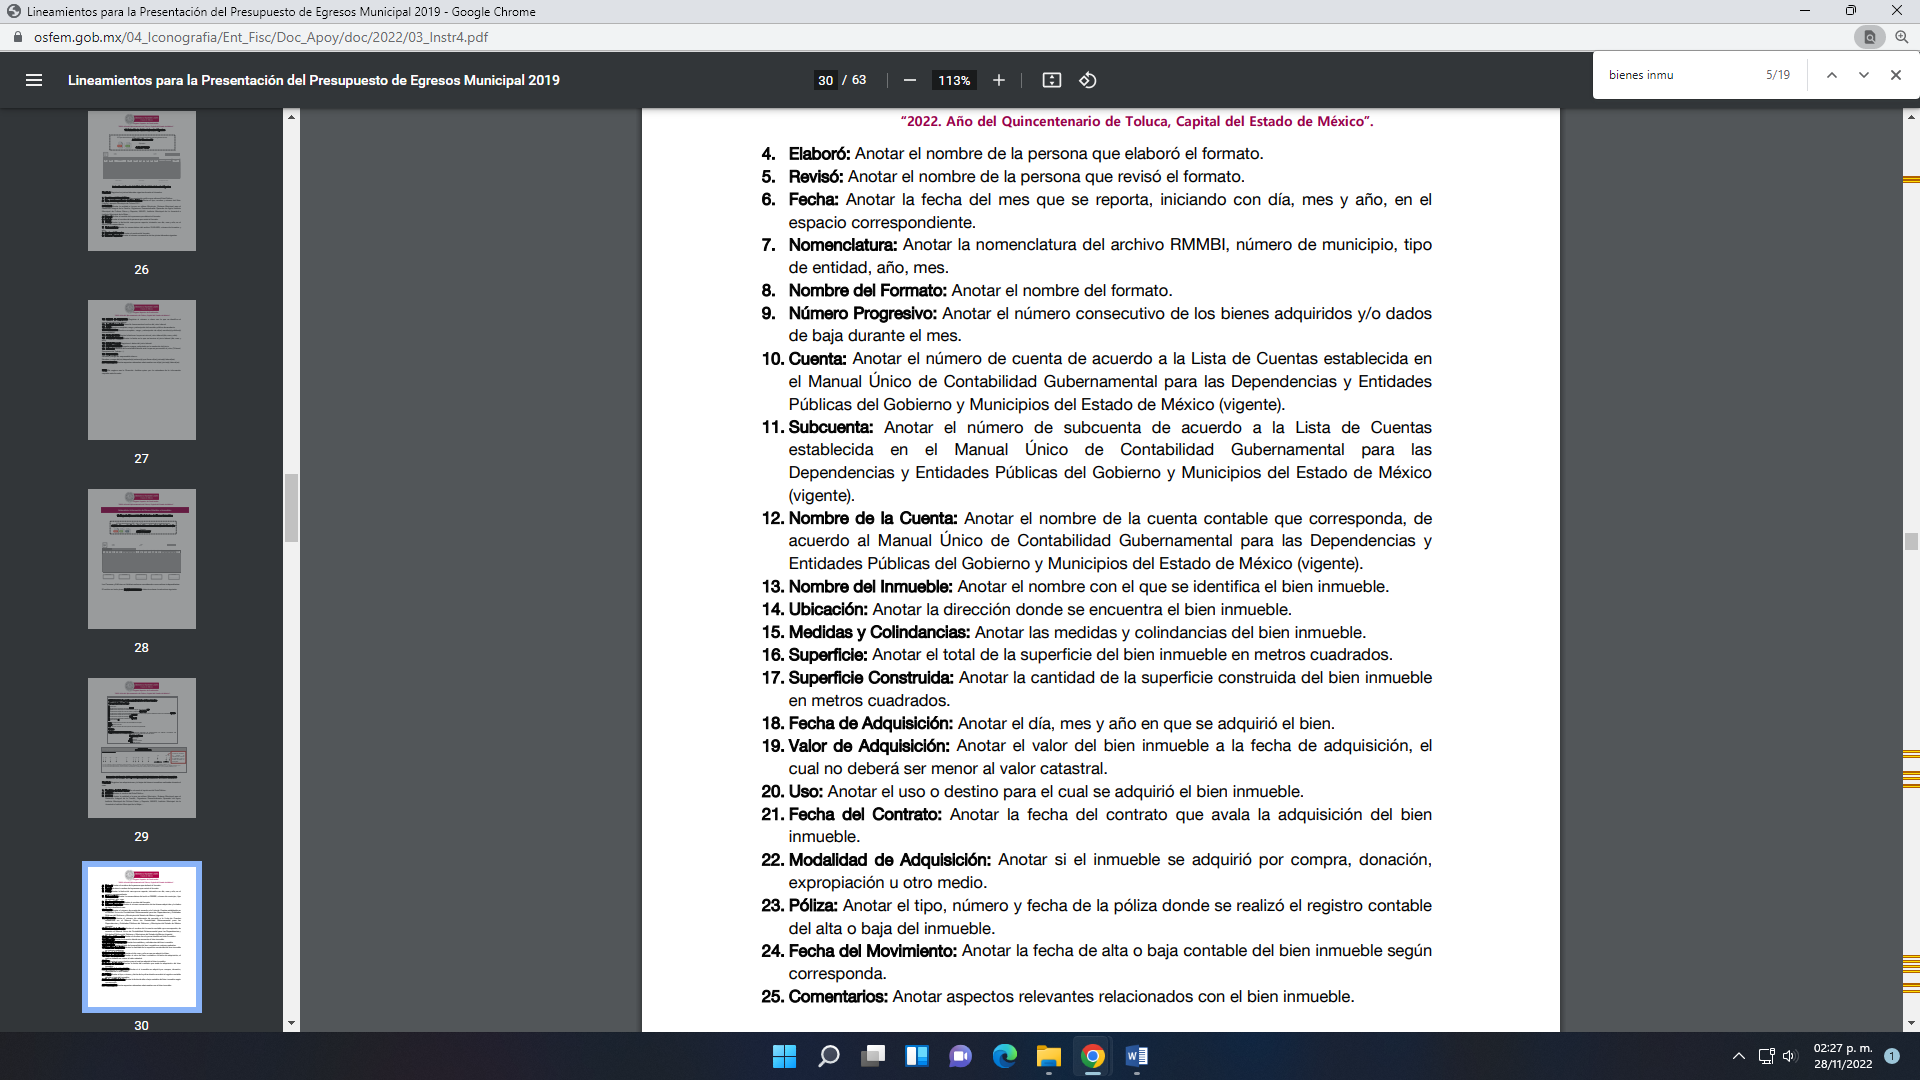 Lineamientos para la Presentación del Presupuesto de Egresos Municipal 2019 - Google Chrome
osfem.gob.mx/04_Iconografia/Ent_Fisc/Doc_Apoy/doc/2022/03_Instr4.pdf
Lineamientos para la Presentación del Presupuesto de Egresos Municipal 2019
30 / 63
113%
bienes inmu
5/19
26
27
28
29
30
“2022. Año del Quincentenario de Toluca, Capital del Estado de México”.
4. Elaboró: Anotar el nombre de la persona que elaboró el formato.
5. Revisó: Anotar el nombre de la persona que revisó el formato.
6. Fecha: Anotar la fecha del mes que se reporta, iniciando con día, mes y año, en el
espacio correspondiente.
7. Nomenclatura: Anotar la nomenclatura del archivo RMMBI, número de municipio, tipo
de entidad, año, mes.
8. Nombre del Formato: Anotar el nombre del formato.
9. Número Progresivo: Anotar el número consecutivo de los bienes adquiridos y/o dados
de baja durante el mes.
10. Cuenta: Anotar el número de cuenta de acuerdo a la Lista de Cuentas establecida en
el Manual Único de Contabilidad Gubernamental para las Dependencias y Entidades
Públicas del Gobierno y Municipios del Estado de México (vigente).
11. Subcuenta: Anotar el número de subcuenta de acuerdo a la Lista de Cuentas
establecida en el Manual Único de Contabilidad Gubernamental para las
Dependencias y Entidades Públicas del Gobierno y Municipios del Estado de México
(vigente).
12. Nombre de la Cuenta: Anotar el nombre de la cuenta contable que corresponda, de
acuerdo al Manual Único de Contabilidad Gubernamental para las Dependencias y
Entidades Públicas del Gobierno y Municipios del Estado de México (vigente).
13. Nombre del Inmueble: Anotar el nombre con el que se identifica el bien inmueble.
14. Ubicación: Anotar la dirección donde se encuentra el bien inmueble.
15. Medidas y Colindancias: Anotar las medidas y colindancias del bien inmueble.
16. Superficie: Anotar el total de la superficie del bien inmueble en metros cuadrados.
17. Superficie Construida: Anotar la cantidad de la superficie construida del bien inmueble
en metros cuadrados.
18. Fecha de Adquisición: Anotar el día, mes y año en que se adquirió el bien.
19. Valor de Adquisición: Anotar el valor del bien inmueble a la fecha de adquisición, el
cual no deberá ser menor al valor catastral.
20. Uso: Anotar el uso o destino para el cual se adquirió el bien inmueble.
21. Fecha del Contrato: Anotar la fecha del contrato que avala la adquisición del bien
inmueble.
22. Modalidad de Adquisición: Anotar si el inmueble se adquirió por compra, donación,
expropiación u otro medio.
23. Póliza: Anotar el tipo, número y fecha de la póliza donde se realizó el registro contable
del alta o baja del inmueble.
24. Fecha del Movimiento: Anotar la fecha de alta o baja contable del bien inmueble según
corresponda.
25. Comentarios: Anotar aspectos relevantes relacionados con el bien inmueble.
02:27 p. m.
28/11/2022
1